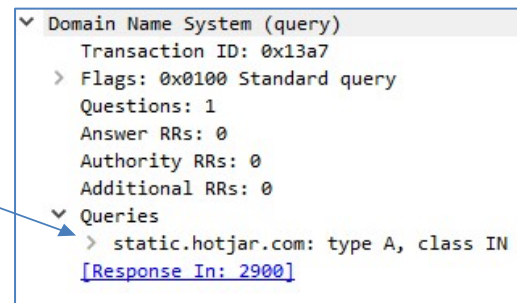 Domain Name System (query)
Transaction ID: 0x13a7
Flags: 0x0100 Standard query
Questions: 1
Answer RRs: 0
Authority RRs: 0
Additional RRs: 0
Queries
static.hotjar.com: type A, class IN
[Response In: 2900]